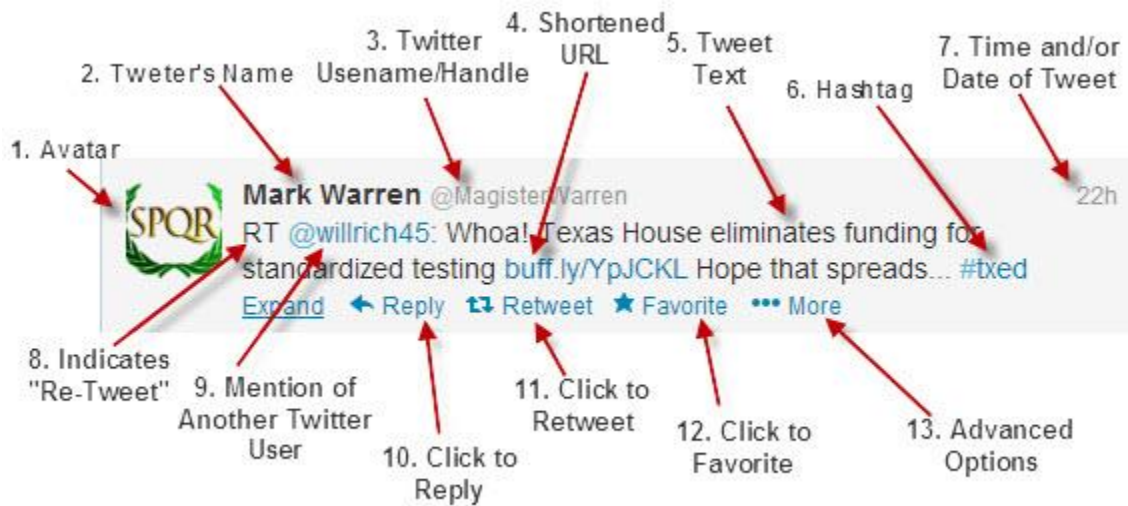 4. Shortened
URL
3. Twitter
Usename/Handle
5. Tweet
Text
7. Time and/or
Date of Tweet
2. Tweter's Name
6. Hashtag
1. Avatar
SPQR
Mark Warren @MagisterWarren 22h
RT @willrich45: Whoa! Texas House eliminates funding for
standardized testing buff.ly/YpJCKL Hope that spreads... #txed
Expand Reply Retweet Favorite More
8. Indicates
"Re-Tweet"
9. Mention of
Another Twitter
User
10. Click to
Reply
11. Click to
Retweet
12. Click to
Favorite
13. Advanced
Options